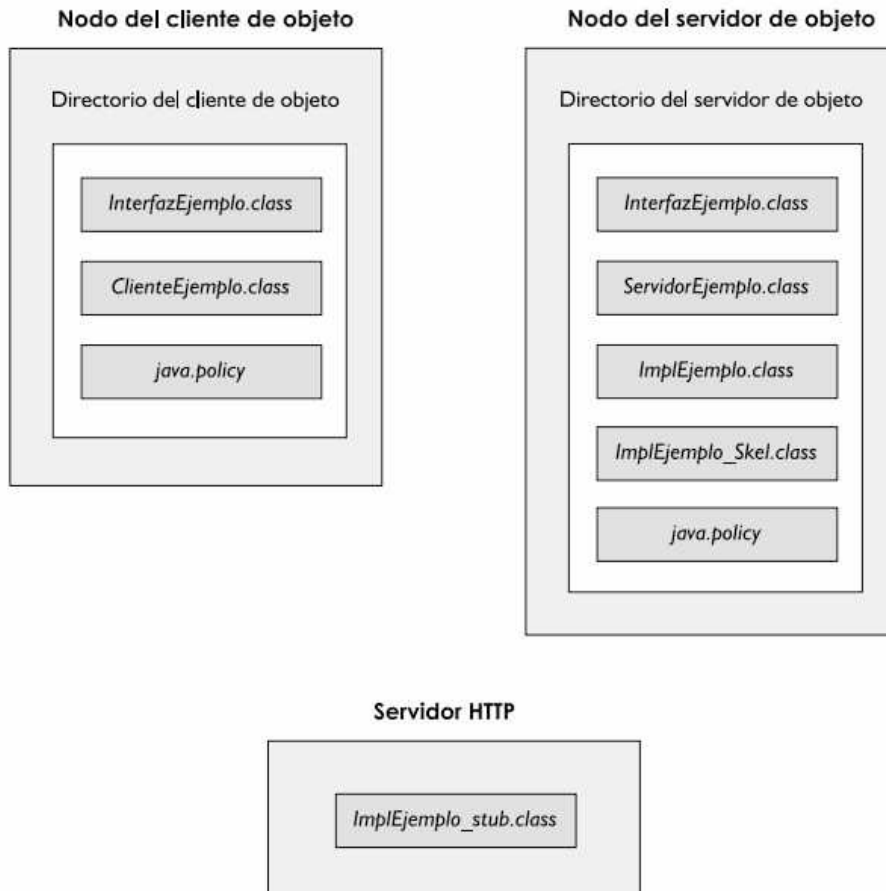 Nodo del cliente de objeto
Directorio del cliente de objeto
InterfazEjemplo.class
ClienteEjemplo.class
java.policy
Nodo del servidor de objeto
Directorio del servidor de objeto
InterfazEjemplo.class
ServidorEjemplo.class
ImplEjemplo.class
ImplEjemplo_Skel.class
java.policy
Servidor HTTP
ImplEjemplo_stub.class